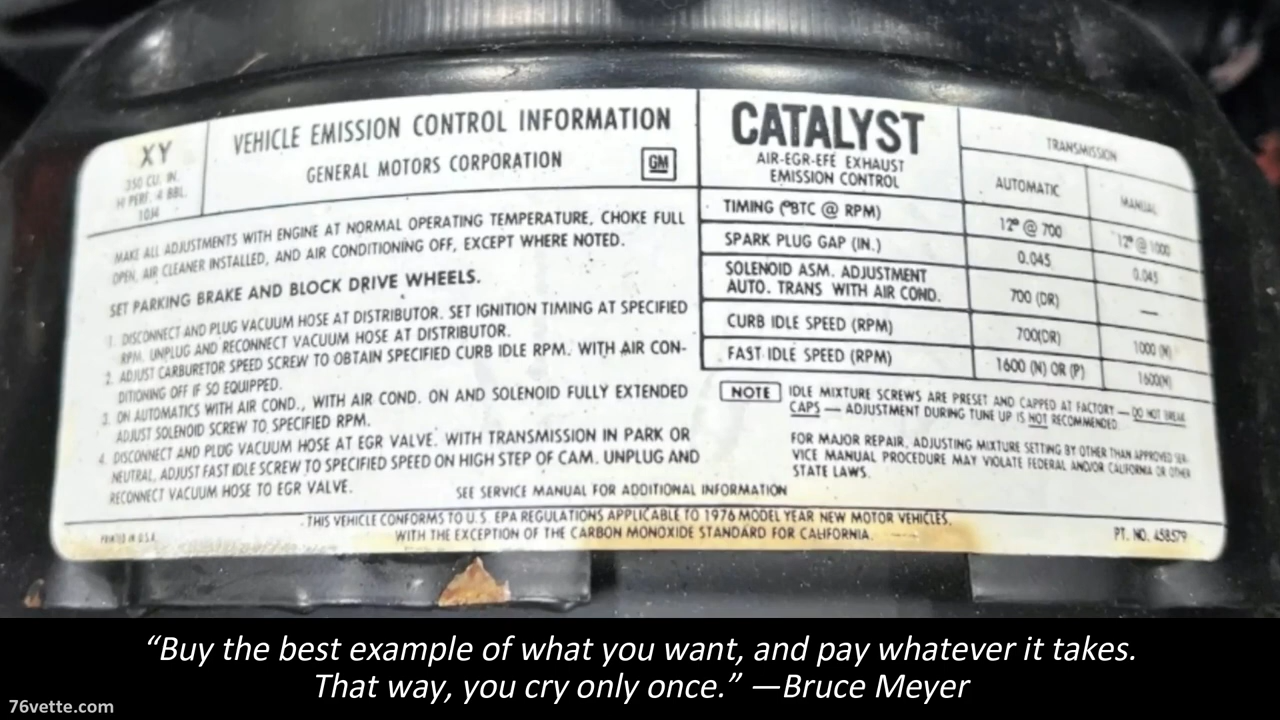 XY
350 CU. IN.
HI PERF. 4 BBL.
VEHICLE EMISSION CONTROL INFORMATION
GENERAL MOTORS CORPORATION
GM
MAKE ALL ADJUSTMENTS WITH ENGINE AT NORMAL OPERATING TEMPERATURE, CHOKE FULL
OPEN, AIR CLEANER INSTALLED, AND AIR CONDITIONING OFF, EXCEPT WHERE NOTED.
SET PARKING BRAKE AND BLOCK DRIVE WHEELS.
1. DISCONNECT AND PLUG VACUUM HOSE AT DISTRIBUTOR. SET IGNITION TIMING AT SPECIFIED
RPM. UNPLUG AND RECONNECT VACUUM HOSE AT DISTRIBUTOR.
2. ADJUST CARBURETOR SPEED SCREW TO OBTAIN SPECIFIED CURB IDLE RPM. WITH AIR CON-
DITIONING OFF IF SO EQUIPPED.
3. ON AUTOMATICS WITH AIR COND., WITH AIR COND. ON AND SOLENOID FULLY EXTENDED
ADJUST SOLENOID SCREW TO SPECIFIED RPM.
4. DISCONNECT AND PLUG VACUUM HOSE AT EGR VALVE. WITH TRANSMISSION IN PARK OR
NEUTRAL, ADJUST FAST IDLE SCREW TO SPECIFIED SPEED ON HIGH STEP OF CAM. UNPLUG AND
RECONNECT VACUUM HOSE TO EGR VALVE.
CATALYST
AIR-EGR-EFE EXHAUST
EMISSION CONTROL
TRANSMISSION
AUTOMATIC MANUAL
TIMING (°BTC @ RPM) 12° @ 700 12° @ 1000
SPARK PLUG GAP (IN.) 0.045 0.045
SOLENOID ASM. ADJUSTMENT
AUTO. TRANS WITH AIR COND. 700 (DR) —
CURB IDLE SPEED (RPM) 700(DR) 1000 (N)
FAST IDLE SPEED (RPM) 1600 (N) OR (P) 1600(N)
NOTE IDLE MIXTURE SCREWS ARE PRESET AND CAPPED AT FACTORY — DO NOT BREAK
CAPS — ADJUSTMENT DURING TUNE UP IS NOT RECOMMENDED
FOR MAJOR REPAIR, ADJUSTING MIXTURE SETTING BY OTHER THAN APPROVED SER-
VICE MANUAL PROCEDURE MAY VIOLATE FEDERAL AND/OR CALIFORNIA OR OTHER
STATE LAWS.
SEE SERVICE MANUAL FOR ADDITIONAL INFORMATION
THIS VEHICLE CONFORMS TO U.S. EPA REGULATIONS APPLICABLE TO 1976 MODEL YEAR NEW MOTOR VEHICLES.
WITH THE EXCEPTION OF THE CARBON MONOXIDE STANDARD FOR CALIFORNIA.
PRINTED IN U.S.A.
PT. NO. 458579
“Buy the best example of what you want, and pay whatever it takes.
That way, you cry only once.” —Bruce Meyer
76vette.com